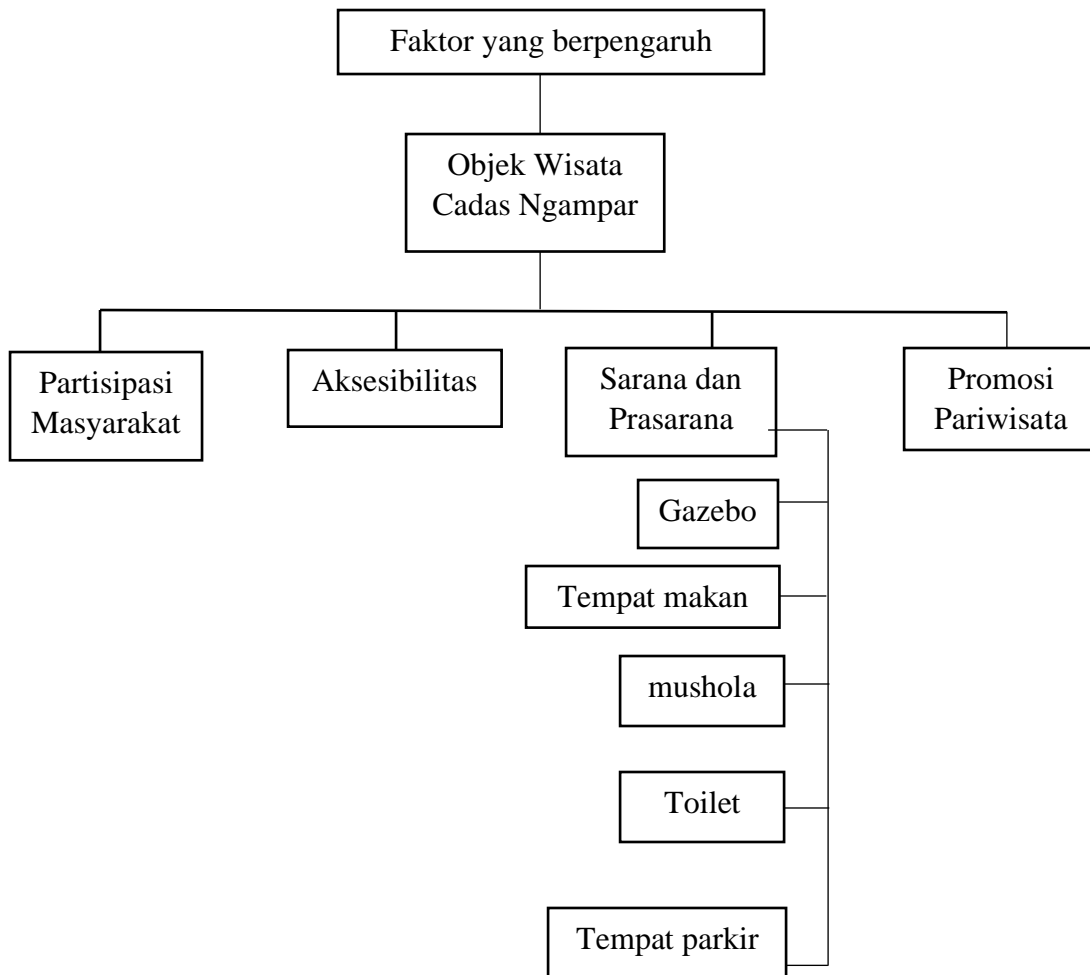 Faktor yang berpengaruh
Objek Wisata
Cadas Ngampar
Partisipasi
Masyarakat
Aksesibilitas
Sarana dan
Prasarana
Promosi
Pariwisata
Gazebo
Tempat makan
mushola
Toilet
Tempat parkir